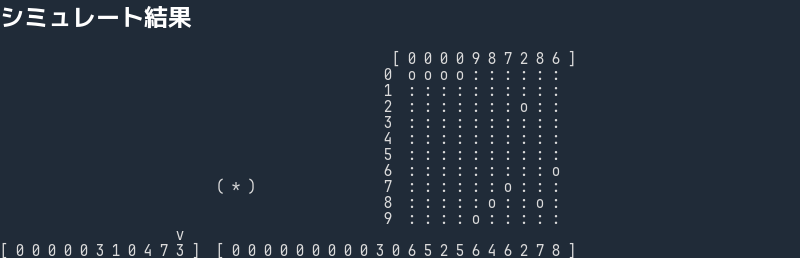 シミュレート結果
[ 0 0 0 0 9 8 7 2 8 6 ]
0 o o o o : : : : : :
1 : : : : : : : : : :
2 : : : : : : : o : :
3 : : : : : : : : : :
4 : : : : : : : : : :
5 : : : : : : : : : :
6 : : : : : : : : : o
( * ) 7 : : : : : : o : : :
8 : : : : : o : : o :
9 : : : : o : : : : :
v
[ 0 0 0 0 0 3 1 0 4 7 3 ] [ 0 0 0 0 0 0 0 0 0 3 0 6 5 2 5 6 4 6 2 7 8 ]